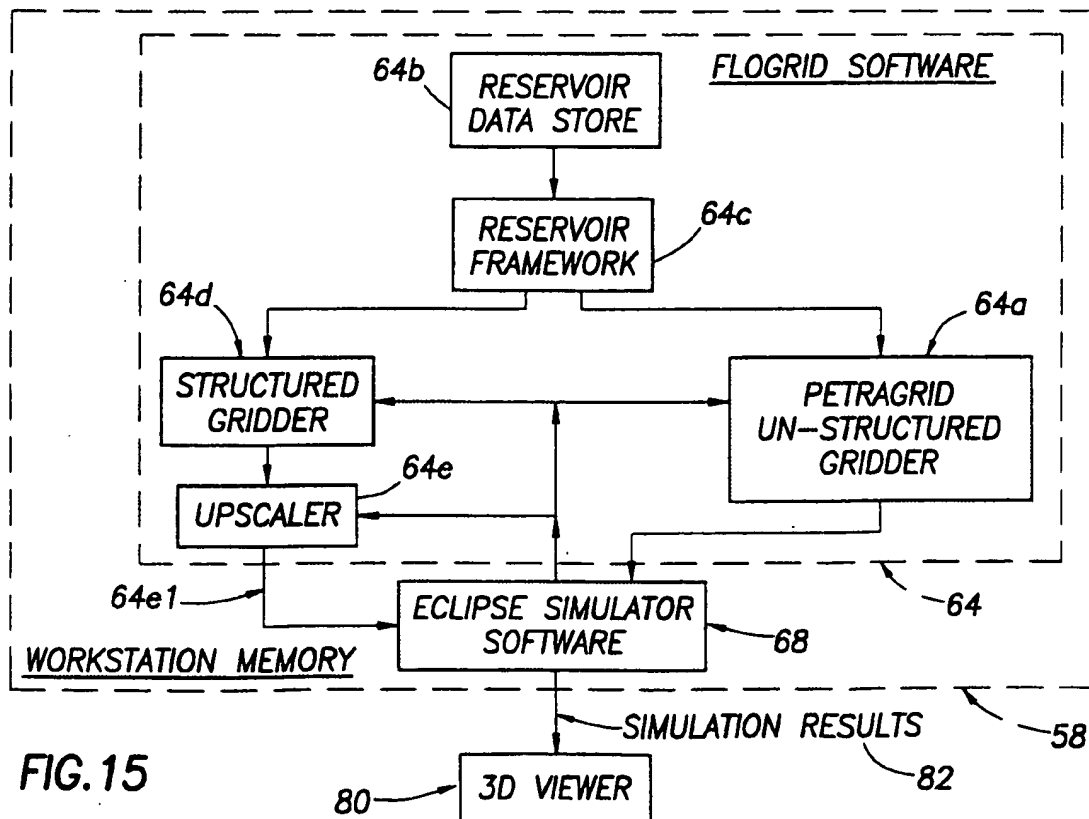 64b
RESERVOIR
DATA STORE
FLOGRID SOFTWARE
RESERVOIR
FRAMEWORK
64c
64d
64a
STRUCTURED
GRIDDER
PETRAGRID
UN-STRUCTURED
GRIDDER
64e
UPSCALER
64e1
ECLIPSE SIMULATOR
SOFTWARE
64
68
WORKSTATION MEMORY
58
SIMULATION RESULTS
82
FIG.15
80
3D VIEWER